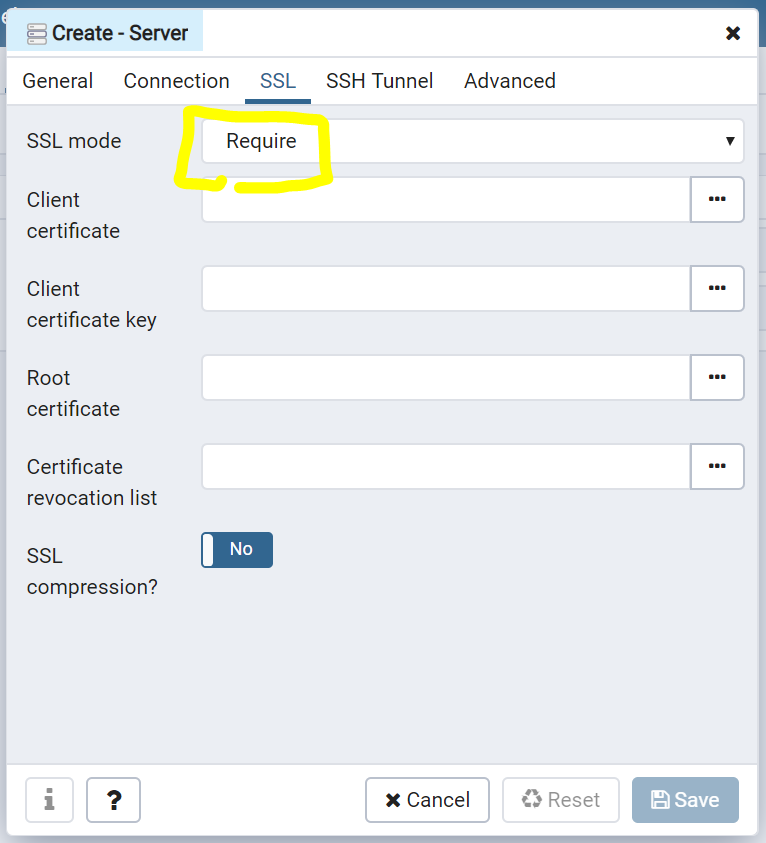 Create - Server
General Connection SSL SSH Tunnel Advanced
SSL mode
Require
Client
certificate
Client
certificate key
Root
certificate
Certificate
revocation list
SSL
compression?
No
? Cancel Reset Save